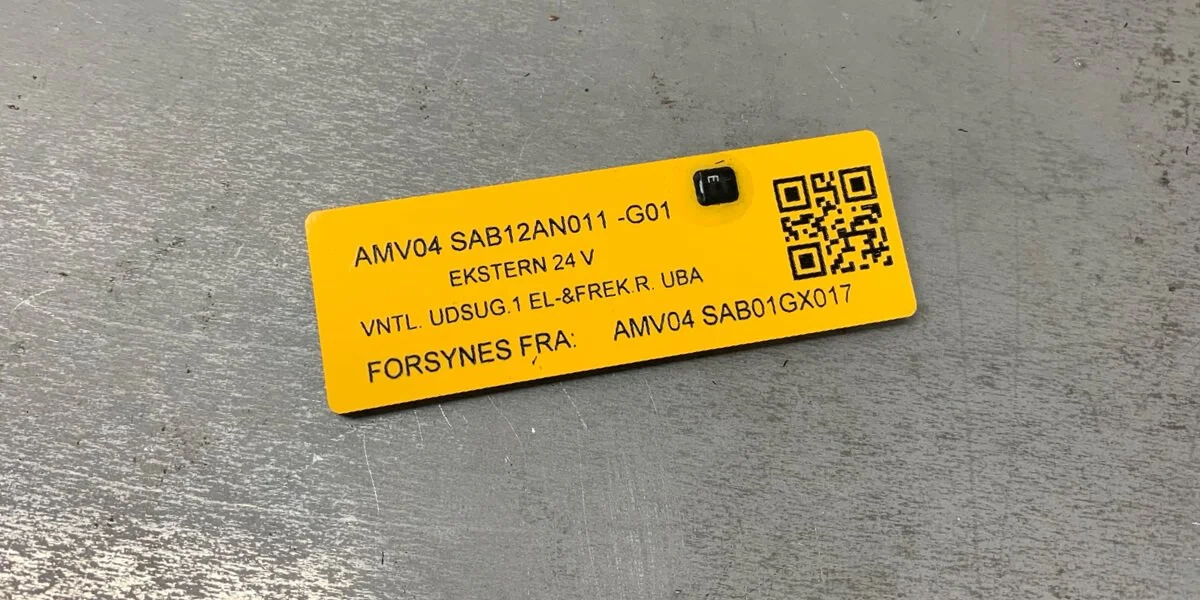 AMV04 SAB12AN011 -G01
E
EKSTERN 24 V
VNTL. UDSUG.1 EL-&FREK.R. UBA
FORSYNES FRA: AMV04 SAB01GX017